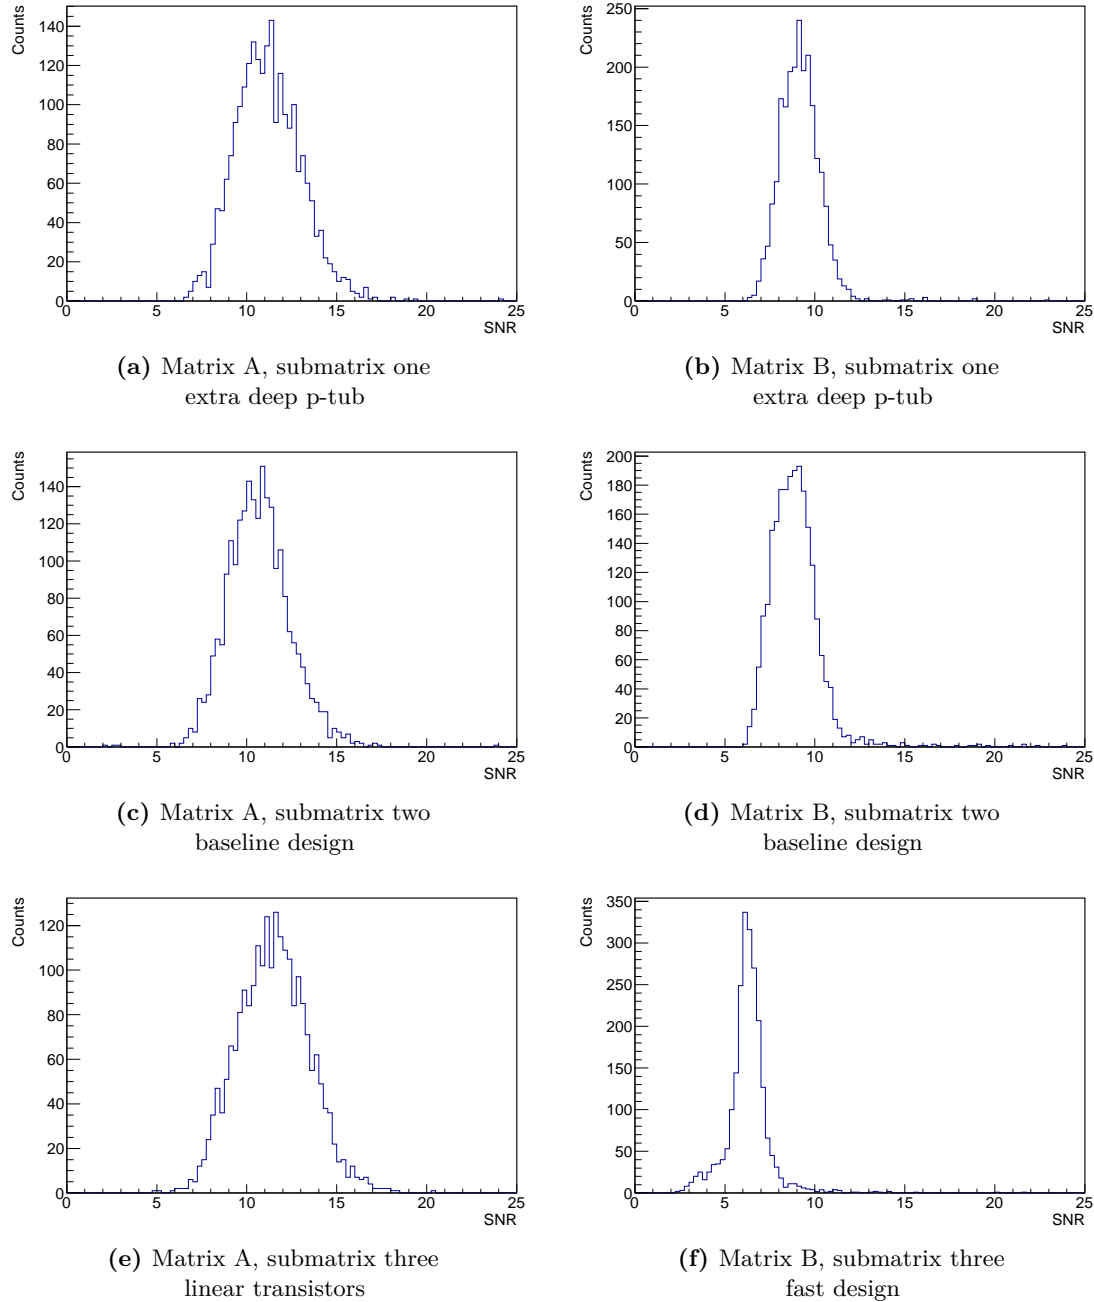 Counts
140
120
100
80
60
40
20
0
0 5 10 15 20 25
SNR
(a) Matrix A, submatrix one
extra deep p-tub
Counts
250
200
150
100
50
0
0 5 10 15 20 25
SNR
(b) Matrix B, submatrix one
extra deep p-tub
Counts
140
120
100
80
60
40
20
0
0 5 10 15 20 25
SNR
(c) Matrix A, submatrix two
baseline design
Counts
200
180
160
140
120
100
80
60
40
20
0
0 5 10 15 20 25
SNR
(d) Matrix B, submatrix two
baseline design
Counts
120
100
80
60
40
20
0
0 5 10 15 20 25
SNR
(e) Matrix A, submatrix three
linear transistors
Counts
350
300
250
200
150
100
50
0
0 5 10 15 20 25
SNR
(f) Matrix B, submatrix three
fast design